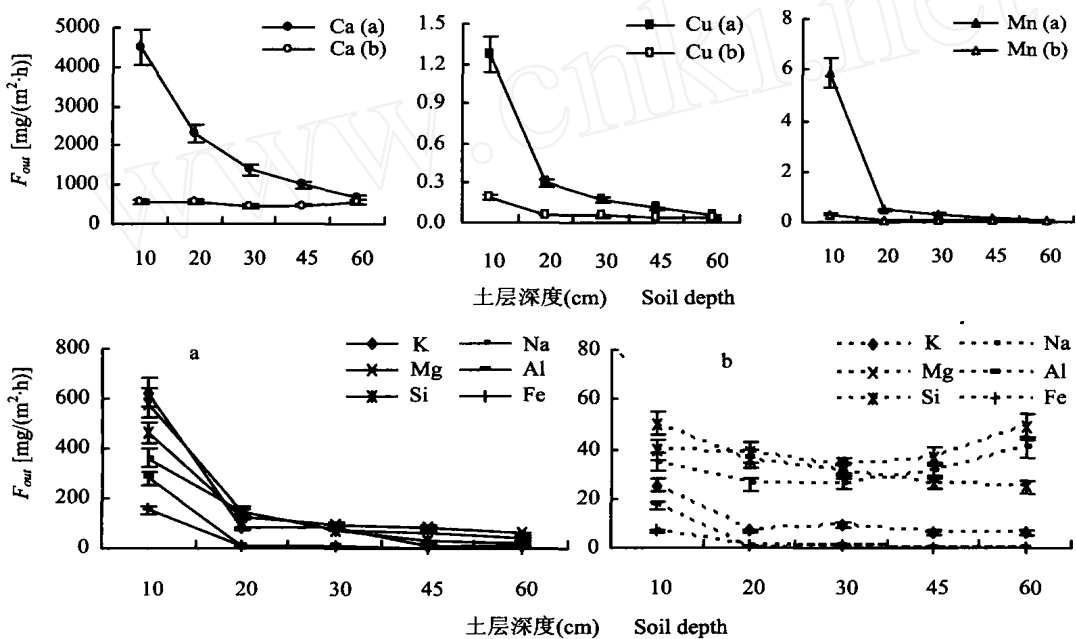 F_out [mg/(m²·h)]
5000
4000
3000
2000
1000
0
Ca (a)
Ca (b)
10 20 30 45 60
1.5
1.2
0.9
0.6
0.3
0.0
Cu (a)
Cu (b)
10 20 30 45 60
8
6
4
2
0
Mn (a)
Mn (b)
10 20 30 45 60
土层深度(cm) Soil depth
F_out [mg/(m²·h)]
800
600
400
200
0
a
K Na
Mg Al
Si Fe
10 20 30 45 60
80
60
40
20
0
b
K Na
Mg Al
Si Fe
10 20 30 45 60
土层深度(cm) Soil depth
www.cnki.net